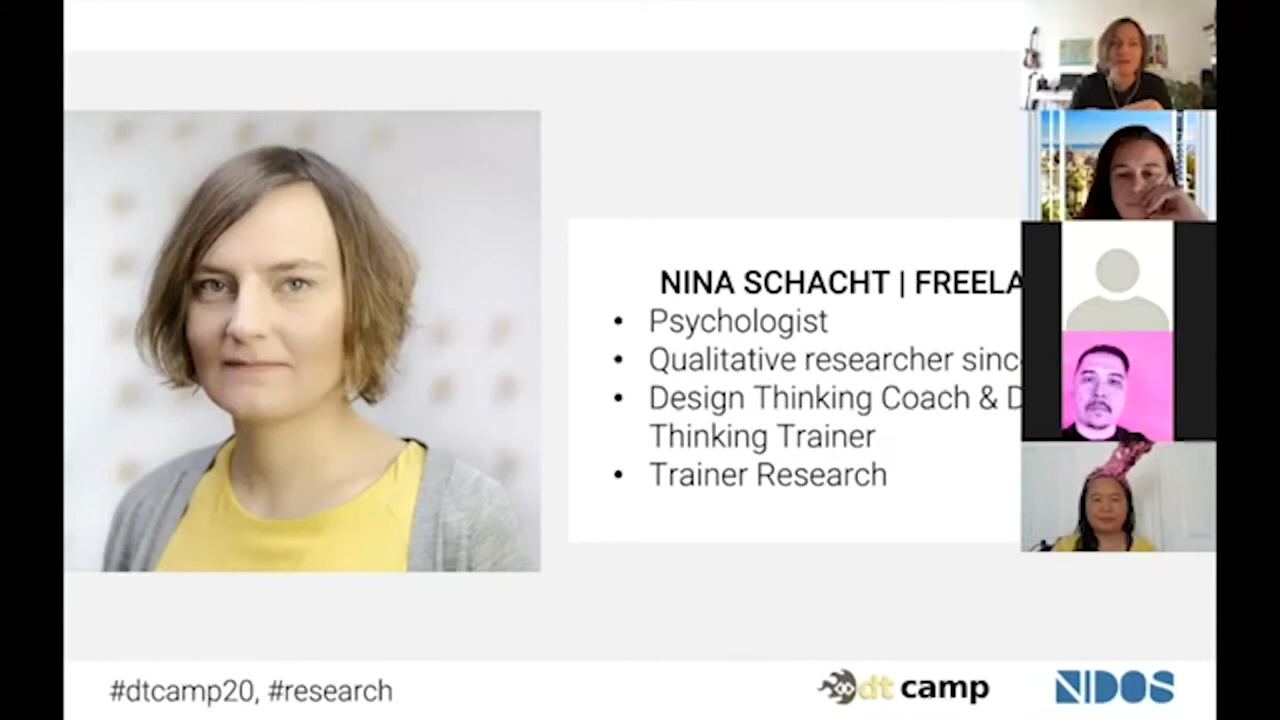 NINA SCHACHT | FREELA
• Psychologist
• Qualitative researcher sinc
• Design Thinking Coach & D
Thinking Trainer
• Trainer Research
#dtcamp20, #research
dt camp
NIDOS